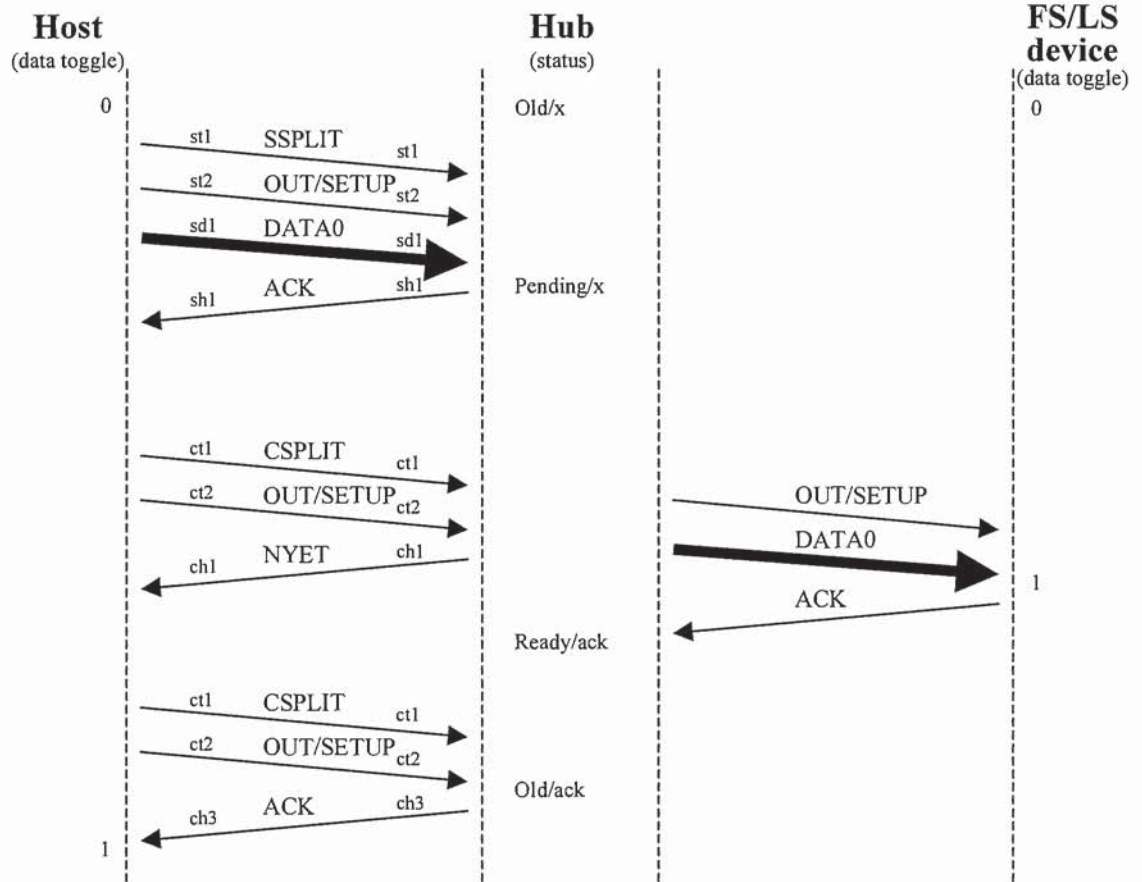 Host
(data toggle)
Hub
(status)
FS/LS
device
(data toggle)
0
Old/x
0
st1 SSPLIT st1
st2 OUT/SETUP st2
sd1 DATA0 sd1
Pending/x
sh1 ACK sh1
ct1 CSPLIT ct1
ct2 OUT/SETUP ct2
OUT/SETUP
DATA0
ch1 NYET ch1
1
ACK
Ready/ack
ct1 CSPLIT ct1
ct2 OUT/SETUP ct2
Old/ack
ch3 ACK ch3
1